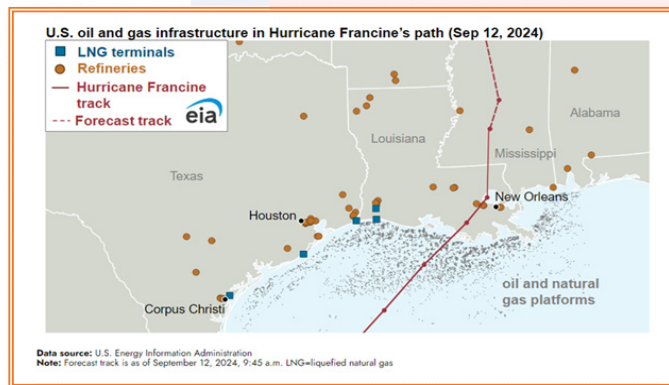 U.S. oil and gas infrastructure in Hurricane Francine's path (Sep 12, 2024)
LNG terminals
Refineries
Hurricane Francine
track
Forecast track
eia
Texas
Louisiana
Mississippi
Alabama
Houston
New Orleans
Corpus Christi
oil and natural
gas platforms
Data source: U.S. Energy Information Administration
Note: Forecast track is as of September 12, 2024, 9:45 a.m. LNG=liquefied natural gas